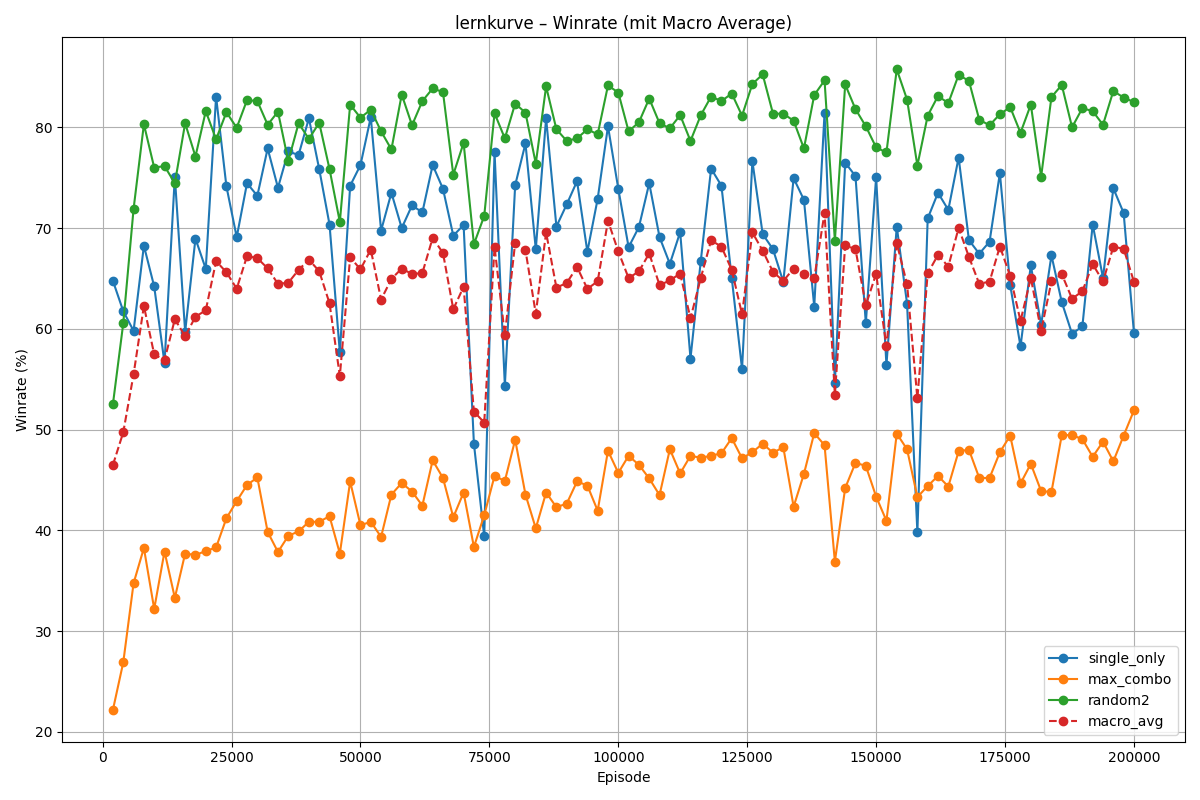 lernkurve – Winrate (mit Macro Average)
Winrate (%)
80
70
60
50
40
30
20
0 25000 50000 75000 100000 125000 150000 175000 200000
Episode
single_only
max_combo
random2
macro_avg